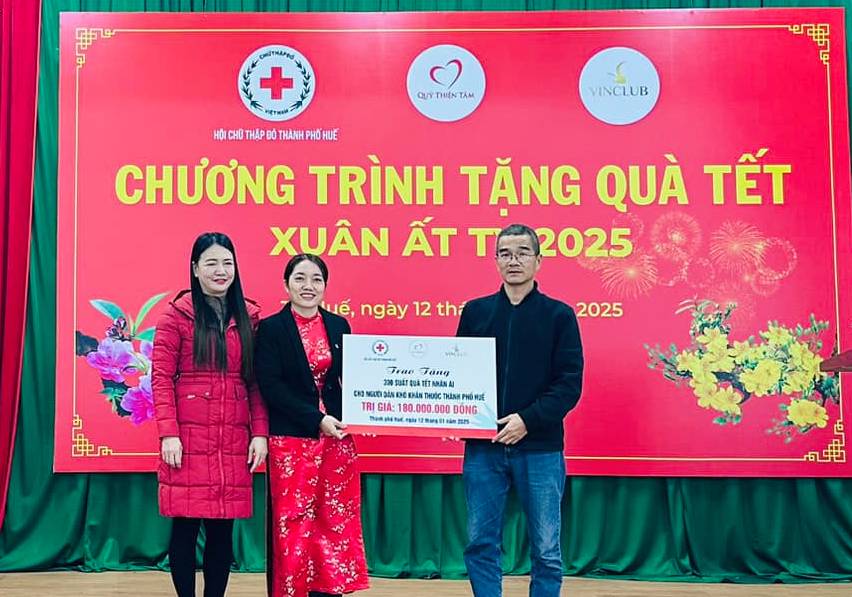 CHỮ THẬP ĐỎ
VIỆT NAM
HỘI CHỮ THẬP ĐỎ THÀNH PHỐ HUẾ
QUỸ THIỆN TÂM
VINCLUB
CHƯƠNG TRÌNH TẶNG QUÀ TẾT
XUÂN ẤT TỴ 2025
Huế, ngày 12 2025
VINCLUB
Trao Tặng
330 SUẤT QUÀ TẾT NHÂN ÁI
CHO NGƯỜI DÂN KHÓ KHĂN THUỘC THÀNH PHỐ HUẾ
TRỊ GIÁ: 180.000.000 ĐỒNG
Thành phố Huế, ngày 12 tháng 01 năm 2025